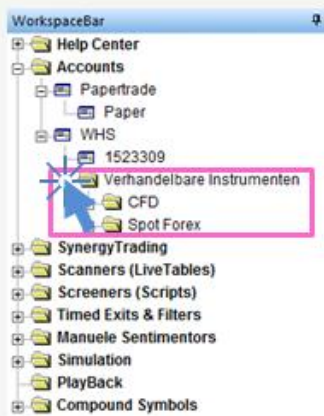 WorkspaceBar
Help Center
Accounts
Papertrade
Paper
WHS
1523309
Verhandelbare Instrumenten
CFD
Spot Forex
SynergyTrading
Scanners (LiveTables)
Screeners (Scripts)
Timed Exits & Filters
Manuele Sentimentors
Simulation
PlayBack
Compound Symbols